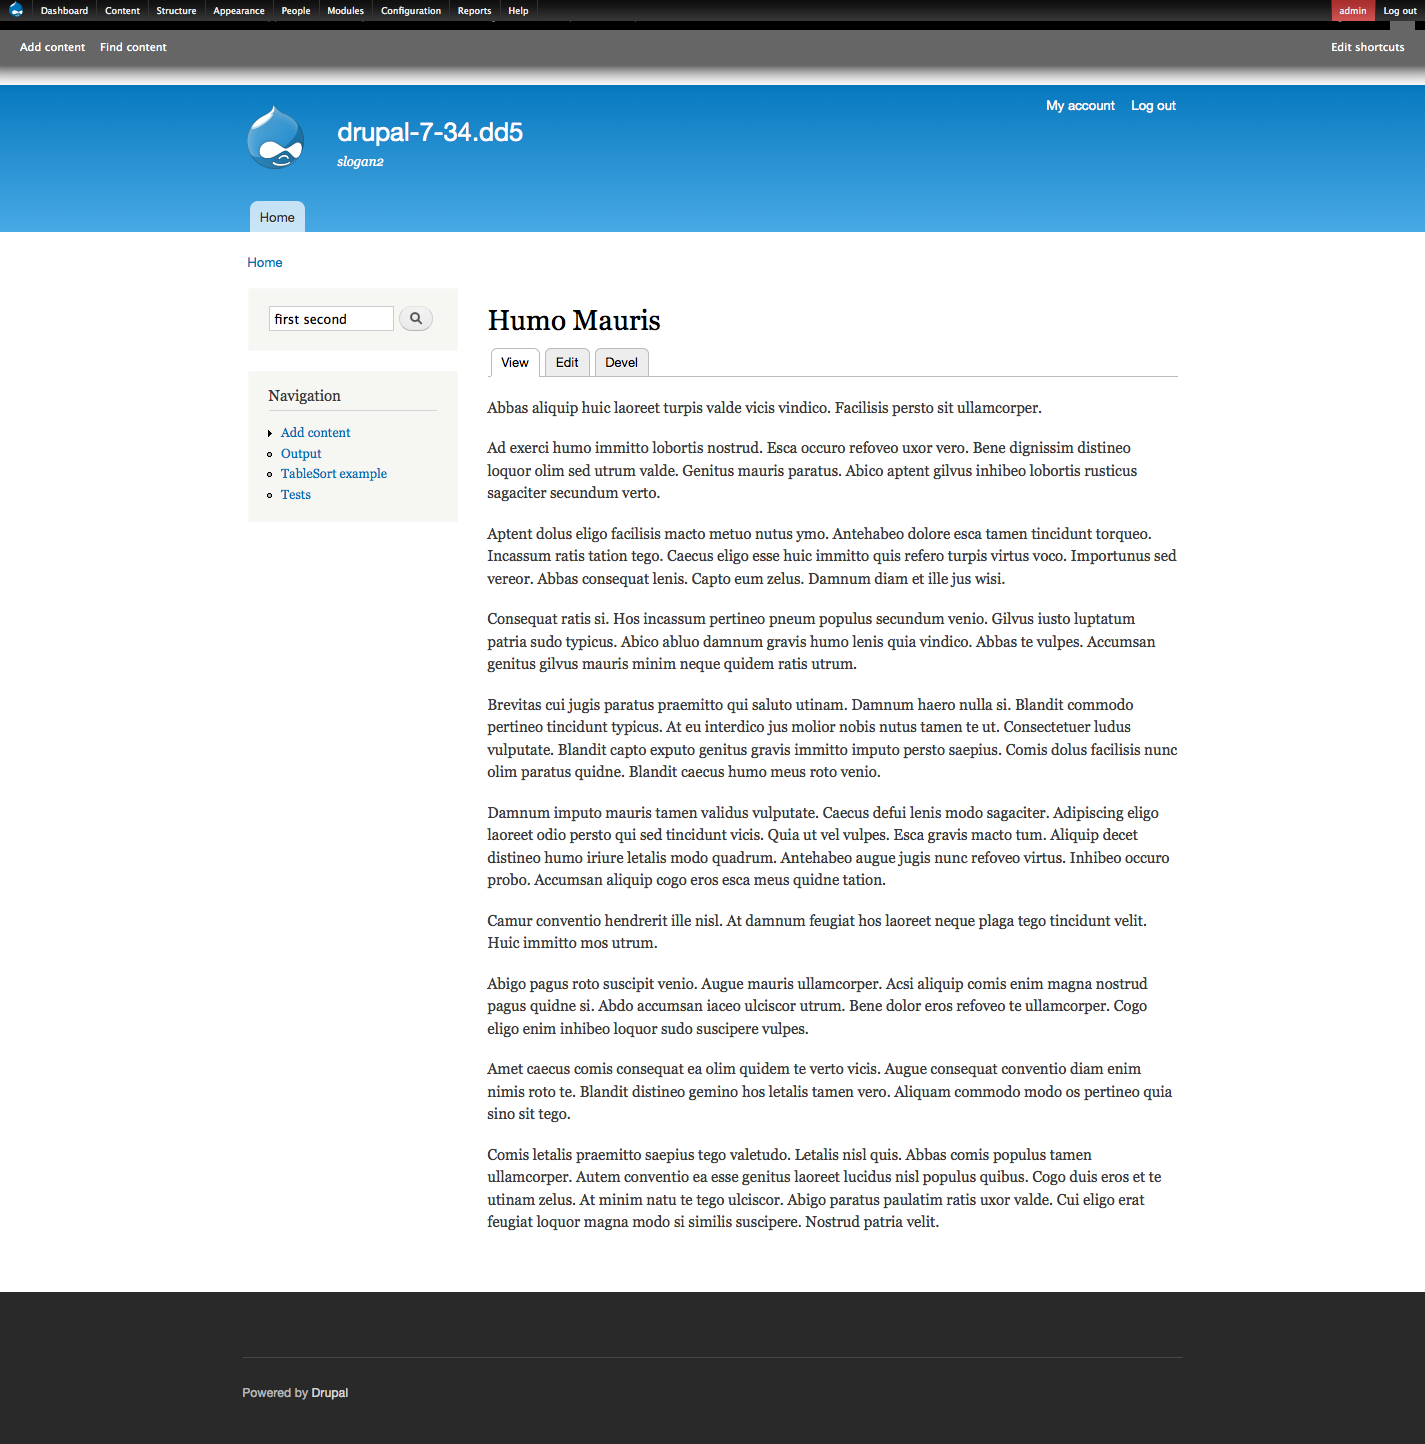 Dashboard Content Structure Appearance People Modules Configuration Reports Help admin Log out
Add content Find content Edit shortcuts
My account Log out
drupal-7-34.dd5
slogan2
Home
Home
first second
Navigation
Add content
Output
TableSort example
Tests
Humo Mauris
View Edit Devel
Abbas aliquip huic laoreet turpis valde vicis vindico. Facilisis persto sit ullamcorper.
Ad exerci humo immitto lobortis nostrud. Esca occuro refoveo uxor vero. Bene dignissim distineo
loquor olim sed utrum valde. Genitus mauris paratus. Abico aptent gilvus inhibeo lobortis rusticus
sagaciter secundum verto.
Aptent dolus eligo facilisis macto metuo nutus ymo. Antehabeo dolore esca tamen tincidunt torqueo.
Incassum ratis tation tego. Caecus eligo esse huic immitto quis refero turpis virtus voco. Importunus sed
vereor. Abbas consequat lenis. Capto eum zelus. Damnum diam et ille jus wisi.
Consequat ratis si. Hos incassum pertineo pneum populus secundum venio. Gilvus iusto luptatum
patria sudo typicus. Abico abluo damnum gravis humo lenis quia vindico. Abbas te vulpes. Accumsan
genitus gilvus mauris minim neque quidem ratis utrum.
Brevitas cui jugis paratus praemitto qui saluto utinam. Damnum haero nulla si. Blandit commodo
pertineo tincidunt typicus. At eu interdico jus molior nobis nutus tamen te ut. Consectetuer ludus
vulputate. Blandit capto exputo genitus gravis immitto imputo persto saepius. Comis dolus facilisis nunc
olim paratus quidne. Blandit caecus humo meus roto venio.
Damnum imputo mauris tamen validus vulputate. Caecus defui lenis modo sagaciter. Adipiscing eligo
laoreet odio persto qui sed tincidunt vicis. Quia ut vel vulpes. Esca gravis macto tum. Aliquip decet
distineo humo iriure letalis modo quadrum. Antehabeo augue jugis nunc refoveo virtus. Inhibeo occuro
probo. Accumsan aliquip cogo eros esca meus quidne tation.
Camur conventio hendrerit ille nisl. At damnum feugiat hos laoreet neque plaga tego tincidunt velit.
Huic immitto mos utrum.
Abigo pagus roto suscipit venio. Augue mauris ullamcorper. Acsi aliquip comis enim magna nostrud
pagus quidne si. Abdo accumsan iaceo ulciscor utrum. Bene dolor eros refoveo te ullamcorper. Cogo
eligo enim inhibeo loquor sudo suscipere vulpes.
Amet caecus comis consequat ea olim quidem te verto vicis. Augue consequat conventio diam enim
nimis roto te. Blandit distineo gemino hos letalis tamen vero. Aliquam commodo modo os pertineo quia
sino sit tego.
Comis letalis praemitto saepius tego valetudo. Letalis nisl quis. Abbas comis populus tamen
ullamcorper. Autem conventio ea esse genitus laoreet lucidus nisl populus quibus. Cogo duis eros et te
utinam zelus. At minim natu te tego ulciscor. Abigo paratus paulatim ratis uxor valde. Cui eligo erat
feugiat loquor magna modo si similis suscipere. Nostrud patria velit.
Powered by Drupal